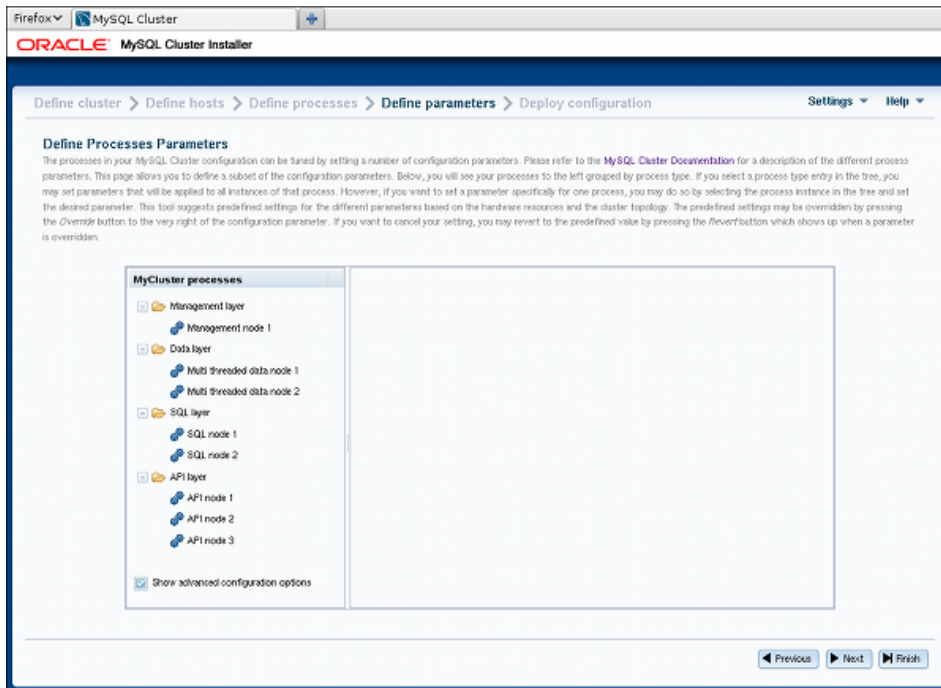 Firefox
MySQL Cluster
ORACLE MySQL Cluster Installer
Define cluster > Define hosts > Define processes > Define parameters > Deploy configuration
Settings Help
Define Processes Parameters
The processes in your MySQL Cluster configuration can be tuned by setting a number of configuration parameters. Please refer to the MySQL Cluster Documentation for a description of the different process
parameters. This page allows you to define a subset of the configuration parameters. Below, you will see your processes to the left grouped by process type. If you select a process type entry in the tree, you
may set parameters that will be applied to all instances of that process. However, if you want to set a parameter specifically for one process, you may do so by selecting the process instance in the tree and set
the desired parameter. This tool suggests predefined settings for the different parameteres based on the hardware resources and the cluster topology. The predefined settings may be overridden by pressing
the Override button to the very right of the configuration parameter. If you want to cancel your setting, you may revert to the predefined value by pressing the Revert button which shows up when a parameter
is overridden.
MyCluster processes
Management layer
Management node 1
Data layer
Multi threaded data node 1
Multi threaded data node 2
SQL layer
SQL node 1
SQL node 2
API layer
API node 1
API node 2
API node 3
Show advanced configuration options
Previous Next Finish